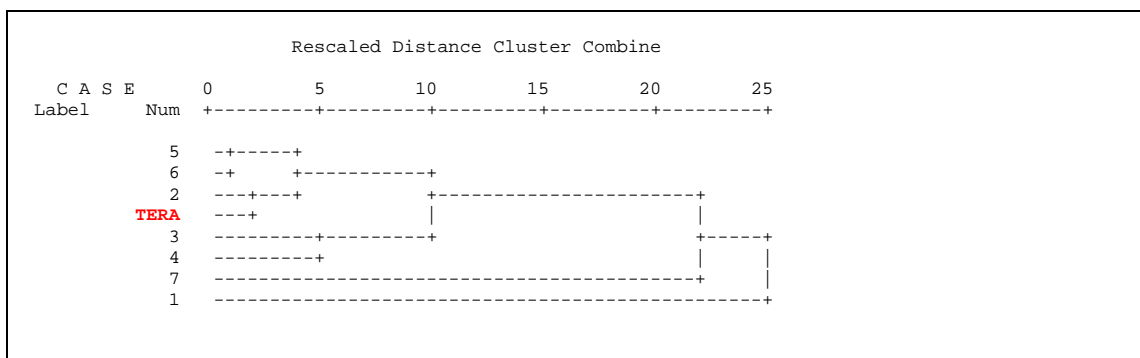 Rescaled Distance Cluster Combine
C A S E 0 5 10 15 20 25
Label Num +---------+---------+---------+---------+---------+
5 -+-----+
6 -+ +-----------+
2 ---+---+ +-----------------------+
TERA ---+ | |
3 ---------+---------+ +-----+
4 ---------+ | |
7 -------------------------------------------+ |
1 -------------------------------------------------+